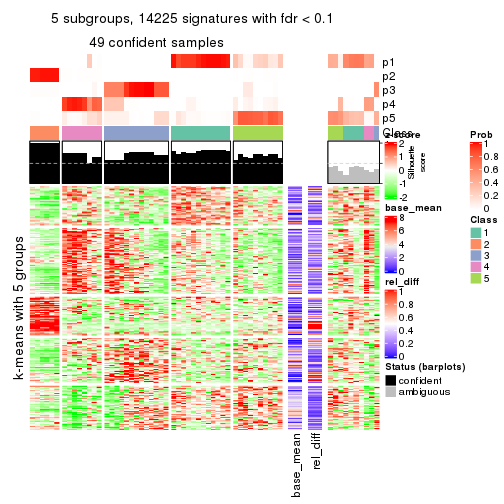 5 subgroups, 14225 signatures with fdr < 0.1
49 confident samples
p1
p2
p3
p4
p5
Class
k-means with 5 groups
base_mean
rel_diff
Silhouette
score
z-score
2
1
0
-1
-2
base_mean
8
6
4
2
0
rel_diff
1
0.8
0.6
0.4
0.2
0
Status (barplots)
confident
ambiguous
Prob
1
0.8
0.6
0.4
0.2
0
Class
1
2
3
4
5